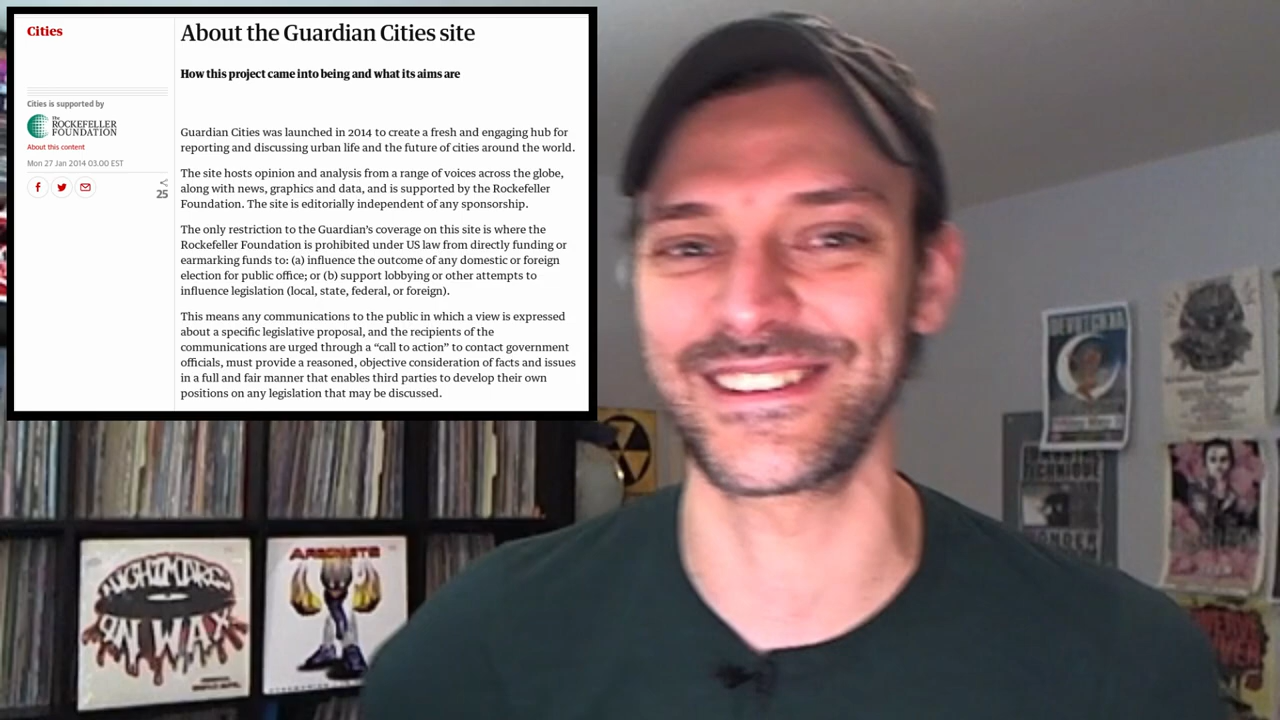 Cities
Cities is supported by
The
ROCKEFELLER
FOUNDATION
About this content
Mon 27 Jan 2014 03.00 EST
25
About the Guardian Cities site
How this project came into being and what its aims are
Guardian Cities was launched in 2014 to create a fresh and engaging hub for
reporting and discussing urban life and the future of cities around the world.
The site hosts opinion and analysis from a range of voices across the globe,
along with news, graphics and data, and is supported by the Rockefeller
Foundation. The site is editorially independent of any sponsorship.
The only restriction to the Guardian’s coverage on this site is where the
Rockefeller Foundation is prohibited under US law from directly funding or
earmarking funds to: (a) influence the outcome of any domestic or foreign
election for public office; or (b) support lobbying or other attempts to
influence legislation (local, state, federal, or foreign).
This means any communications to the public in which a view is expressed
about a specific legislative proposal, and the recipients of the
communications are urged through a “call to action” to contact government
officials, must provide a reasoned, objective consideration of facts and issues
in a full and fair manner that enables third parties to develop their own
positions on any legislation that may be discussed.
NIGHTMARES
ON WAX
DEVOTCHKA
TECHNIQUE